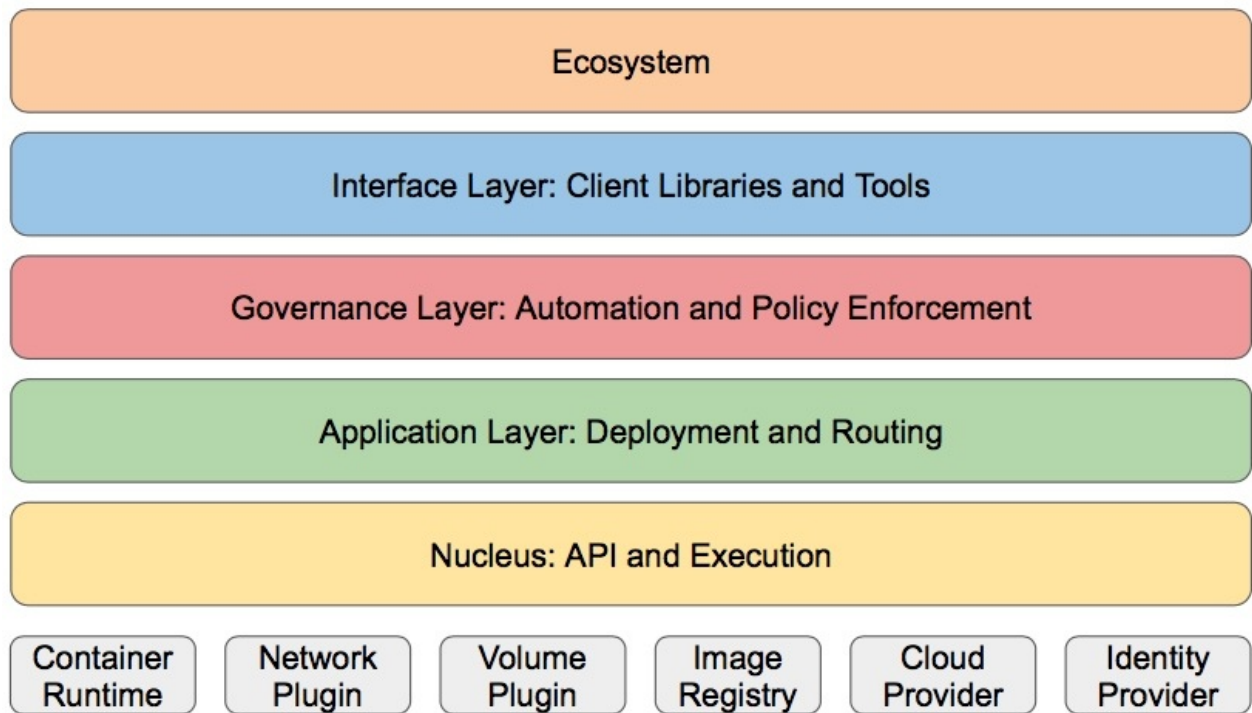 Ecosystem
Interface Layer: Client Libraries and Tools
Governance Layer: Automation and Policy Enforcement
Application Layer: Deployment and Routing
Nucleus: API and Execution
Container
Runtime
Network
Plugin
Volume
Plugin
Image
Registry
Cloud
Provider
Identity
Provider